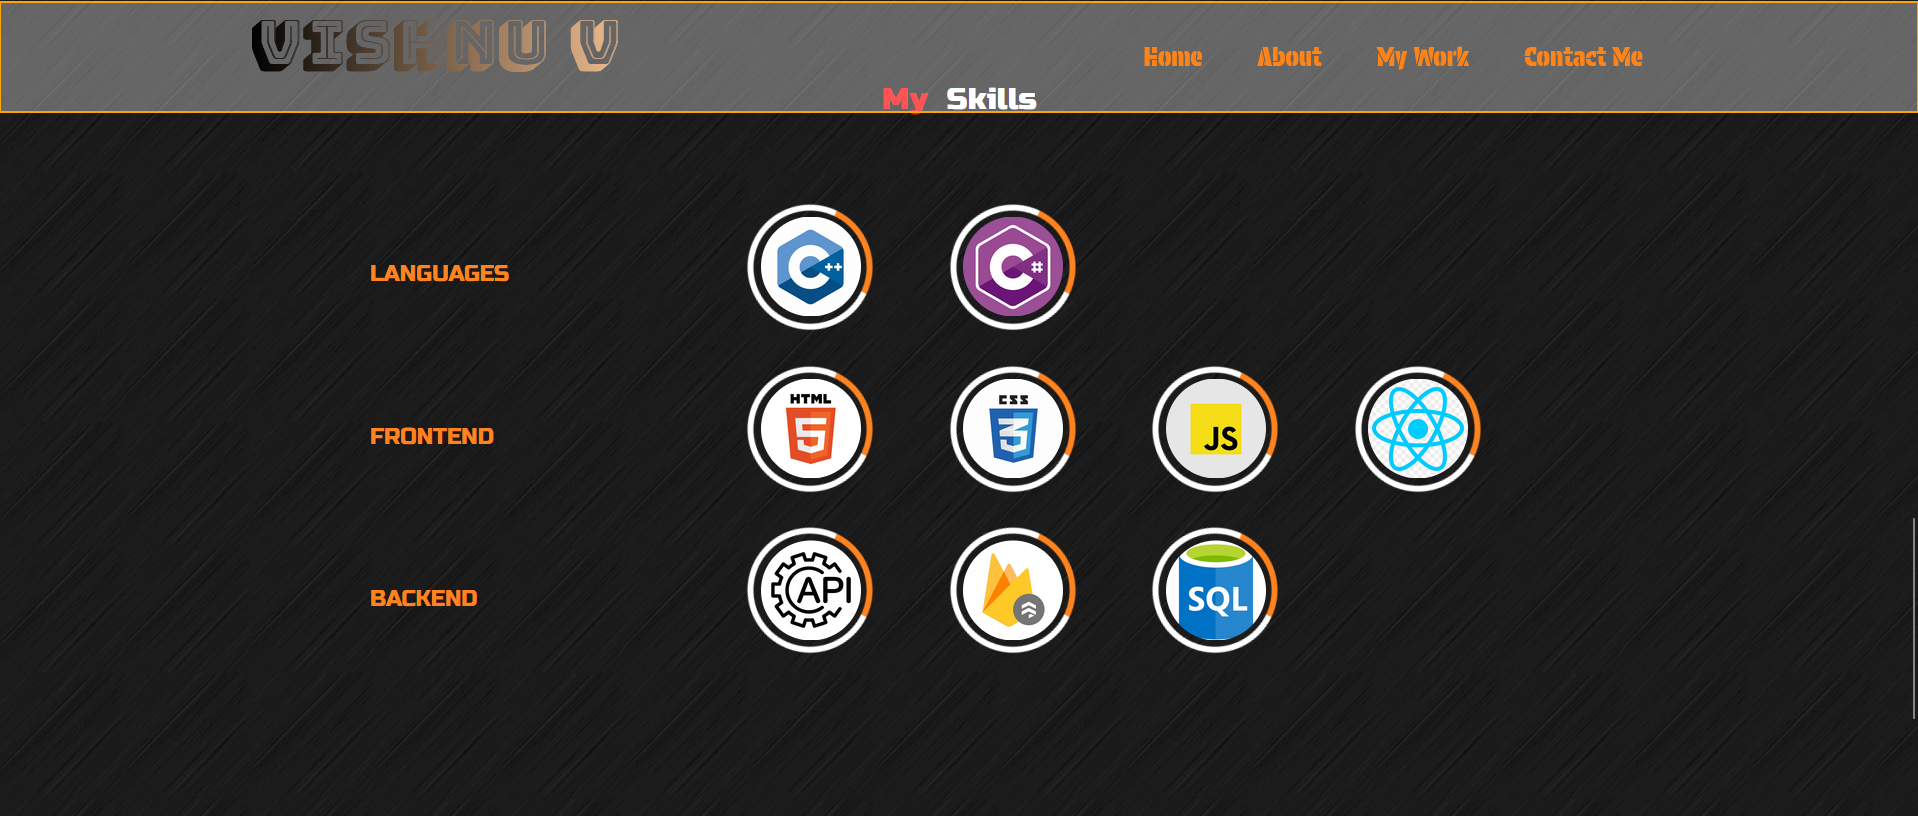 VISHNU V
Home About My Work Contact Me
My Skills
LANGUAGES
C++
C#
FRONTEND
HTML
5
CSS
3
JS
BACKEND
API
SQL